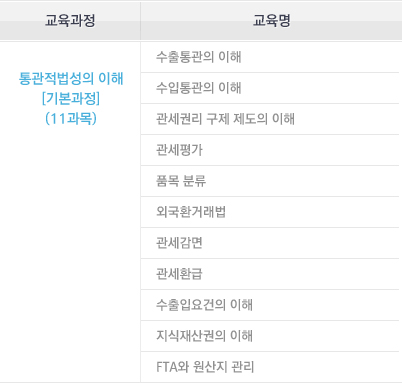 교육과정
교육명
통관적법성의 이해
[기본과정]
(11과목)
수출통관의 이해
수입통관의 이해
관세권리 구제 제도의 이해
관세평가
품목 분류
외국환거래법
관세감면
관세환급
수출입요건의 이해
지식재산권의 이해
FTA와 원산지 관리